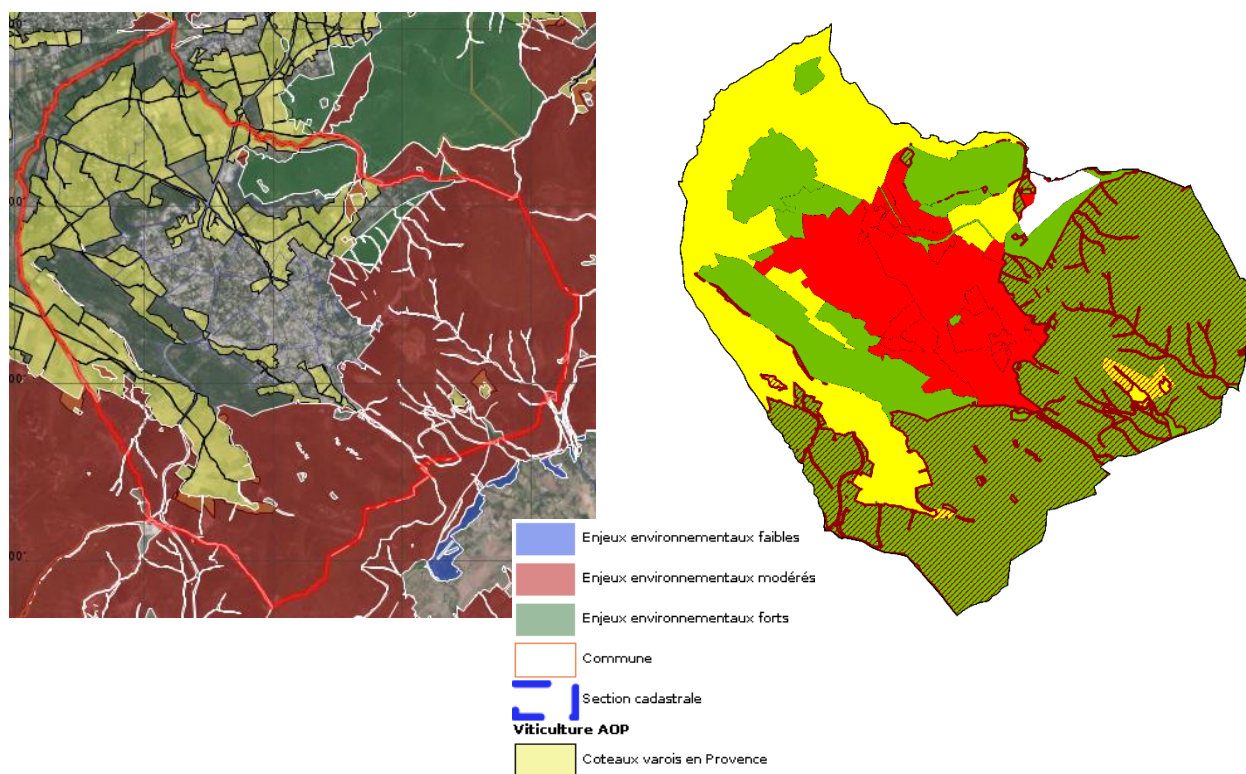 Enjeux environnementaux faibles
Enjeux environnementaux modérés
Enjeux environnementaux forts
Commune
Section cadastrale
Viticulture AOP
Coteaux varois en Provence